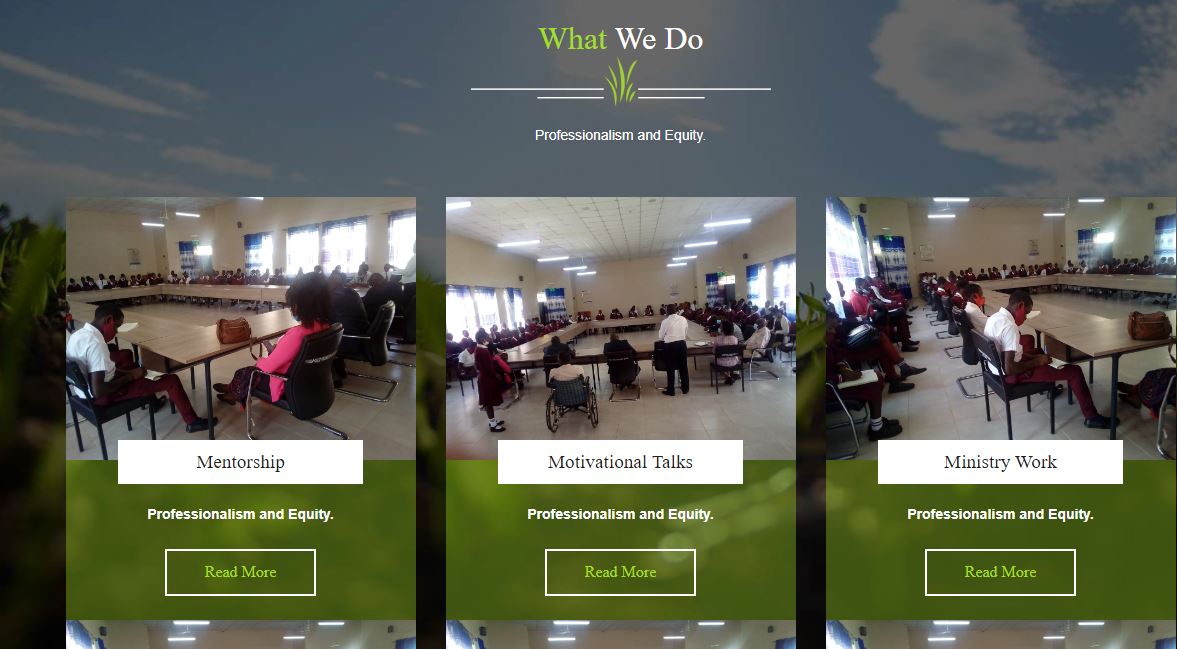 What We Do
Professionalism and Equity.
Mentorship
Professionalism and Equity.
Read More
Motivational Talks
Professionalism and Equity.
Read More
Ministry Work
Professionalism and Equity.
Read More